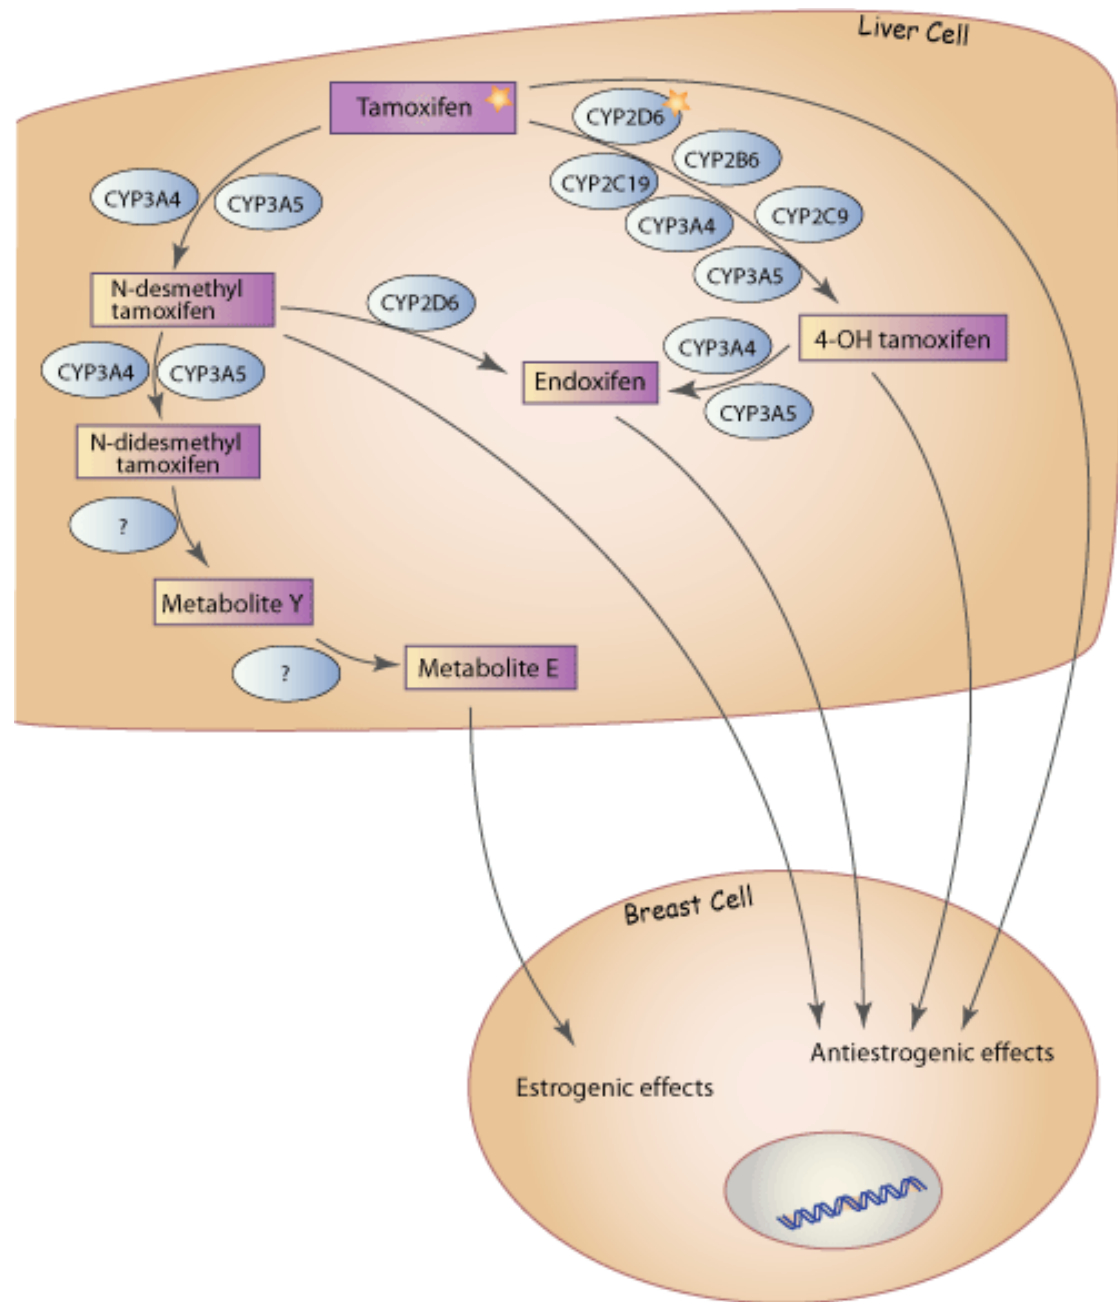 Liver Cell
Tamoxifen
CYP2D6
CYP2B6
CYP2C19
CYP3A4
CYP2C9
CYP3A5
CYP3A4
CYP3A5
N-desmethyl
tamoxifen
CYP2D6
4-OH tamoxifen
CYP3A4
CYP3A5
Endoxifen
CYP3A4
CYP3A5
N-didesmethyl
tamoxifen
?
Metabolite Y
?
Metabolite E
Breast Cell
Antiestrogenic effects
Estrogenic effects